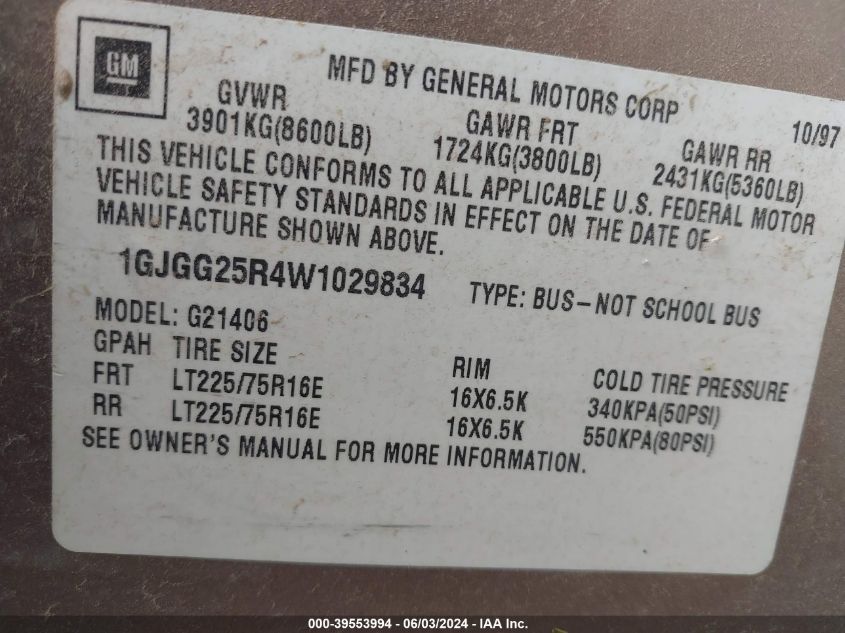 GM
MFD BY GENERAL MOTORS CORP
10/97
GVWR GAWR FRT GAWR RR
3901KG(8600LB) 1724KG(3800LB) 2431KG(5360LB)
THIS VEHICLE CONFORMS TO ALL APPLICABLE U.S. FEDERAL MOTOR
VEHICLE SAFETY STANDARDS IN EFFECT ON THE DATE OF
MANUFACTURE SHOWN ABOVE.
1GJGG25R4W1029834 TYPE: BUS-NOT SCHOOL BUS
MODEL: G21406
GPAH TIRE SIZE RIM COLD TIRE PRESSURE
FRT LT225/75R16E 16X6.5K 340KPA(50PSI)
RR LT225/75R16E 16X6.5K 550KPA(80PSI)
SEE OWNER'S MANUAL FOR MORE INFORMATION.
000-39553994 - 06/03/2024 - IAA Inc.